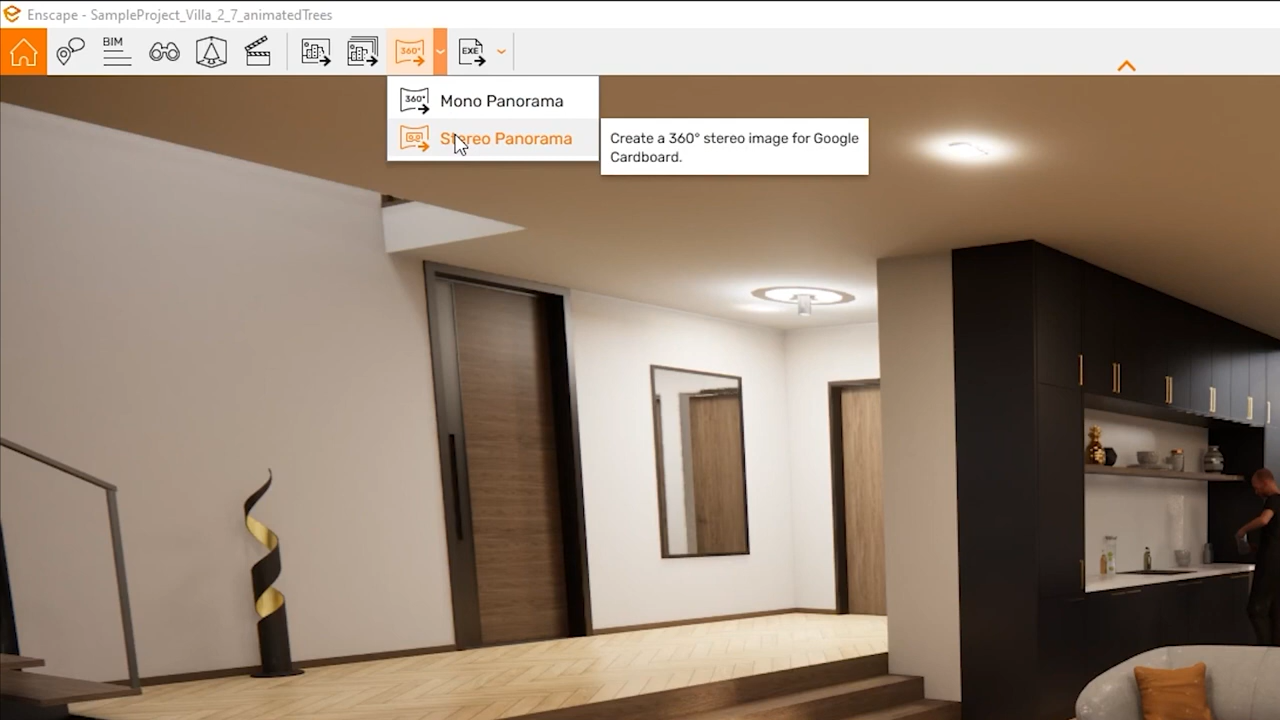 Enscape - SampleProject_Villa_2_7_animatedTrees
BIM
360°
EXE
360° Mono Panorama
Stereo Panorama
Create a 360° stereo image for Google
Cardboard.